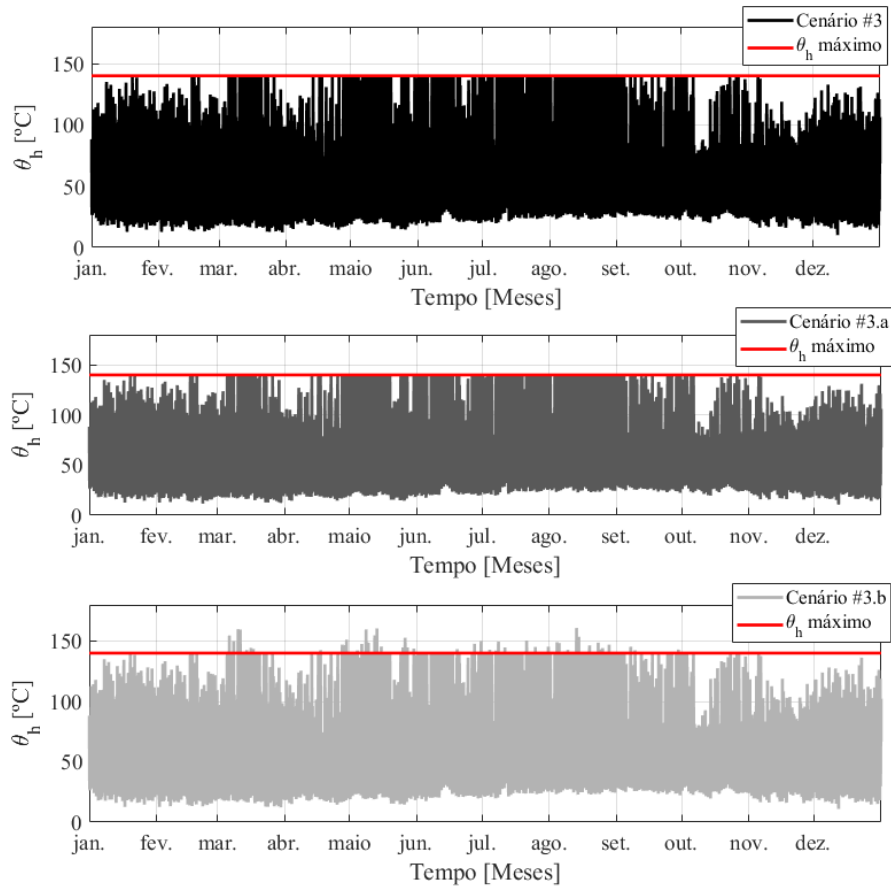 Cenário #3
θh máximo
150
100
50
0
θh [ºC]
jan. fev. mar. abr. maio jun. jul. ago. set. out. nov. dez.
Tempo [Meses]
Cenário #3.a
θh máximo
150
100
50
0
θh [ºC]
jan. fev. mar. abr. maio jun. jul. ago. set. out. nov. dez.
Tempo [Meses]
Cenário #3.b
θh máximo
150
100
50
0
θh [ºC]
jan. fev. mar. abr. maio jun. jul. ago. set. out. nov. dez.
Tempo [Meses]